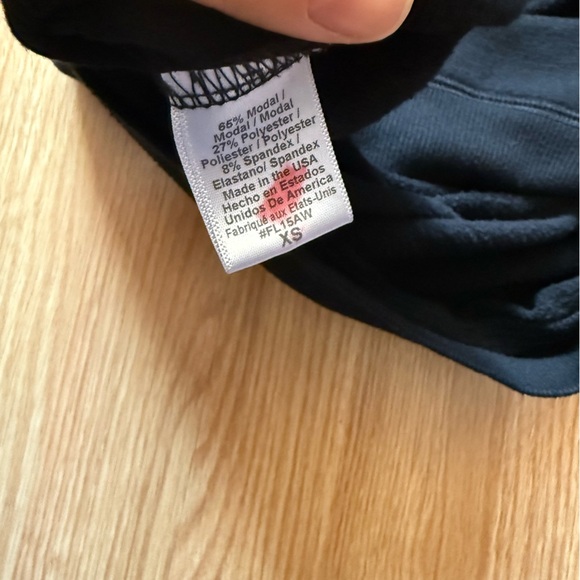 65% Modal /
Modal / Modal
27% Polyester /
Poliester / Polyester
8% Spandex /
Elastano/ Spandex
Made in the USA
Hecho en Estados
Unidos De America
Fabriqué aux Etats-Unis
#FL15AW
XS